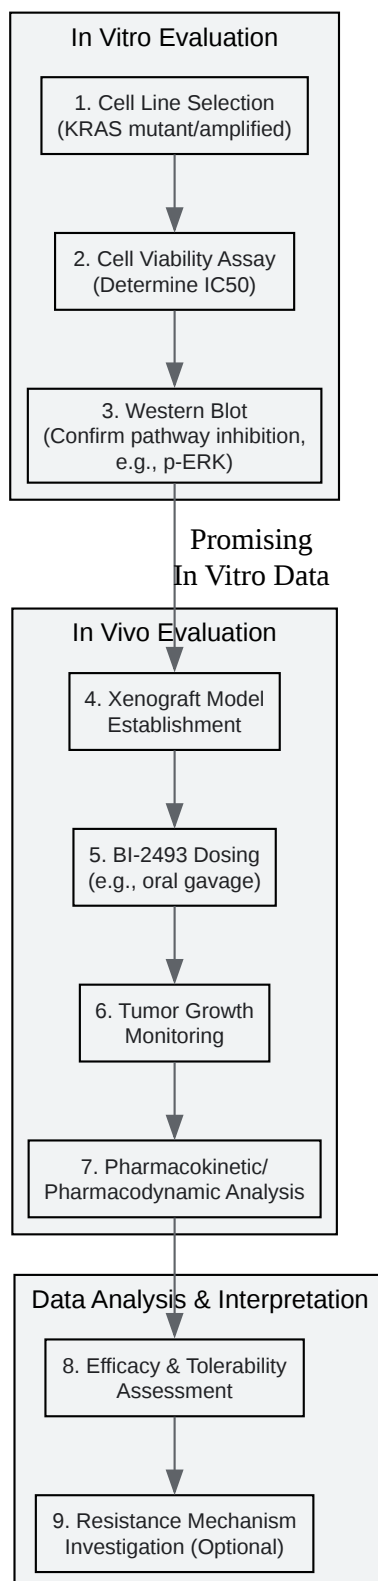 In Vitro Evaluation
1. Cell Line Selection
(KRAS mutant/amplified)
2. Cell Viability Assay
(Determine IC50)
3. Western Blot
(Confirm pathway inhibition,
e.g., p-ERK)
Promising
In Vitro Data
In Vivo Evaluation
4. Xenograft Model
Establishment
5. BI-2493 Dosing
(e.g., oral gavage)
6. Tumor Growth
Monitoring
7. Pharmacokinetic/
Pharmacodynamic Analysis
Data Analysis & Interpretation
8. Efficacy & Tolerability
Assessment
9. Resistance Mechanism
Investigation (Optional)